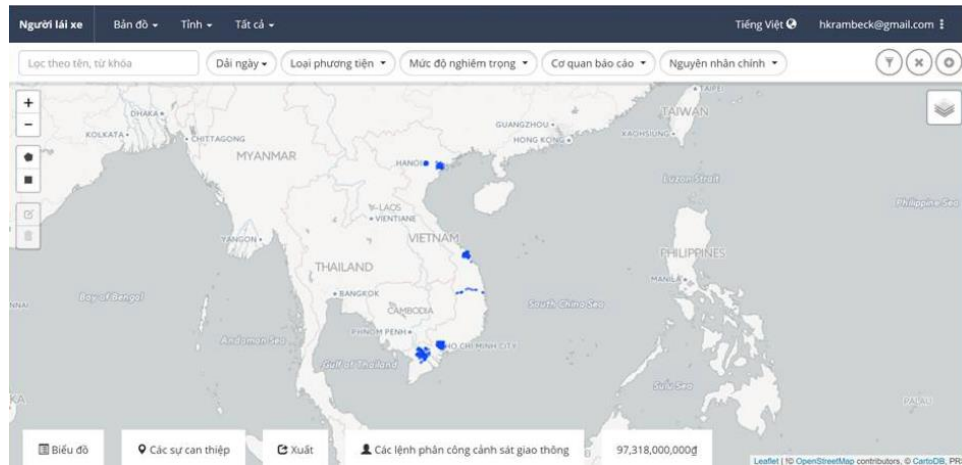 Người lái xe Bản đồ Tỉnh Tất cả Tiếng Việt hkrambeck@gmail.com
Lọc theo tên, từ khóa Dải ngày Loại phương tiện Mức độ nghiêm trọng Cơ quan báo cáo Nguyên nhân chính
+
−
TAIPEI
TAIWAN
DHAKA
KOLKATA
CHITTAGONG
GUANGZHOU
HONG KONG
KAOHSIUNG
MYANMAR
HANOI
Luzon Strait
Philippine Sea
LAOS
VIENTIANE
YANGON
VIETNAM
THAILAND
PHILIPPINES
MANILA
BANGKOK
Bay of Bengal
South China Sea
CAMBODIA
PHNOM PENH
Andaman Sea
HO CHI MINH CITY
Gulf of Thailand
Sulu Sea
PALAU
Biểu đồ Các sự can thiệp Xuất Các lệnh phân công cảnh sát giao thông 97,318,000,000₫
Leaflet | © OpenStreetMap contributors, © CartoDB, PR